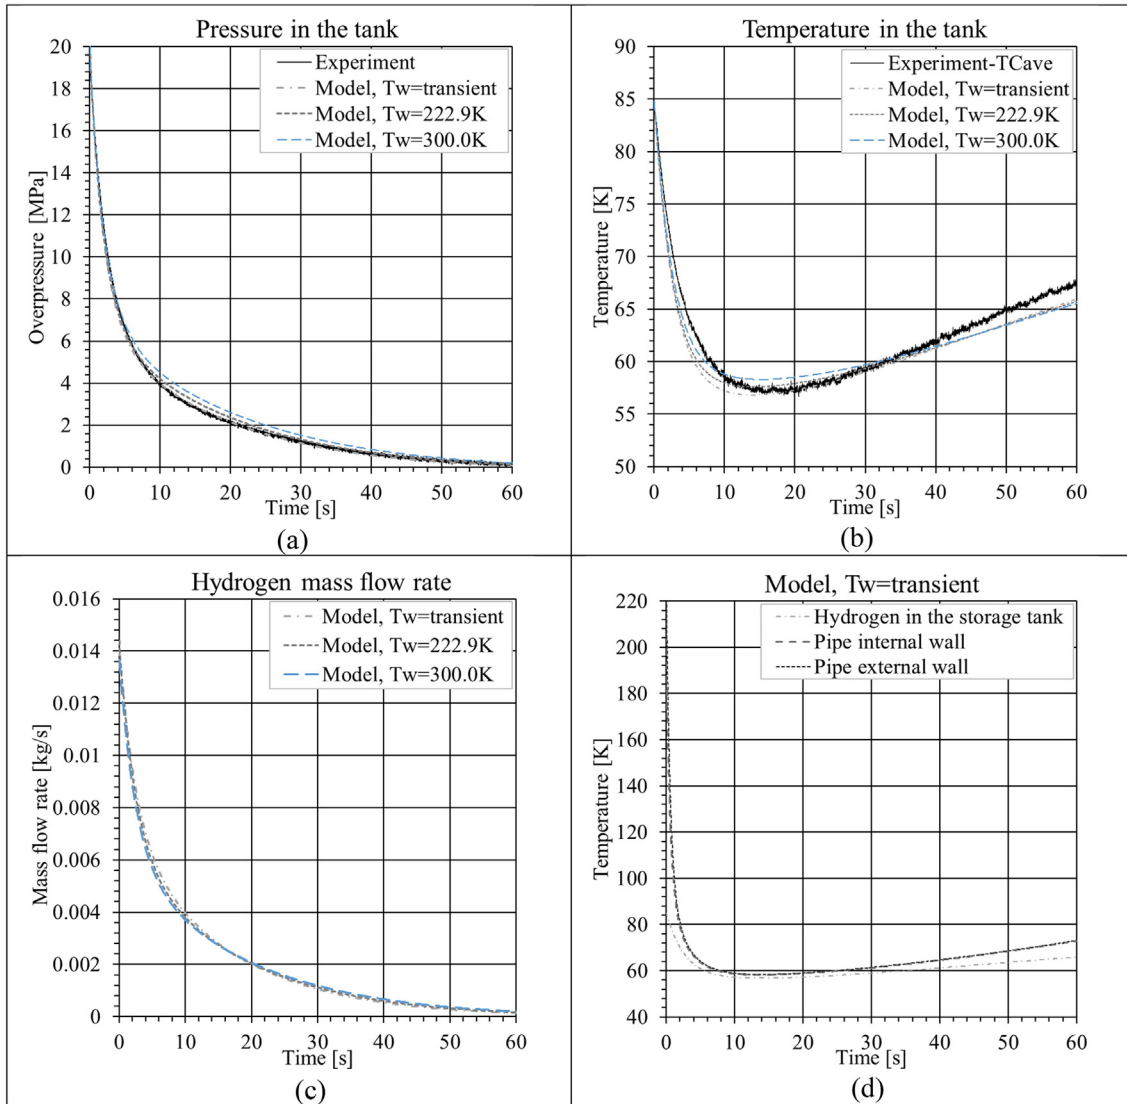 Pressure in the tank
Experiment
Model, Tw=transient
Model, Tw=222.9K
Model, Tw=300.0K
Overpressure [MPa]
20
18
16
14
12
10
8
6
4
2
0
0 10 20 30 40 50 60
Time [s]
(a)
Temperature in the tank
Experiment-TCave
Model, Tw=transient
Model, Tw=222.9K
Model, Tw=300.0K
Temperature [K]
90
85
80
75
70
65
60
55
50
0 10 20 30 40 50 60
Time [s]
(b)
Hydrogen mass flow rate
Model, Tw=transient
Model, Tw=222.9K
Model, Tw=300.0K
Mass flow rate [kg/s]
0.016
0.014
0.012
0.01
0.008
0.006
0.004
0.002
0
0 10 20 30 40 50 60
Time [s]
(c)
Model, Tw=transient
Hydrogen in the storage tank
Pipe internal wall
Pipe external wall
Temperature [K]
220
200
180
160
140
120
100
80
60
40
0 10 20 30 40 50 60
Time [s]
(d)